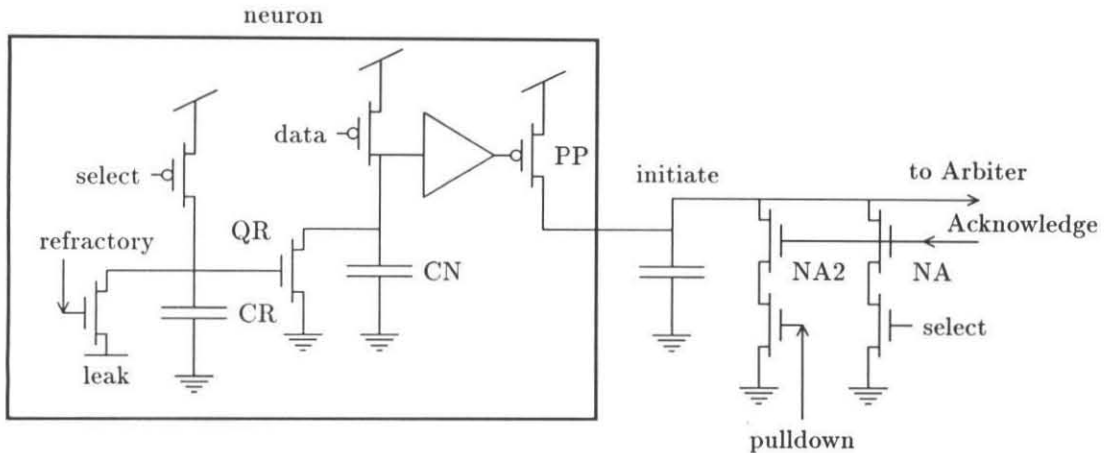 neuron
data
PP
select
initiate
to Arbiter
refractory
QR
Acknowledge
CN
NA2
NA
CR
select
leak
pulldown